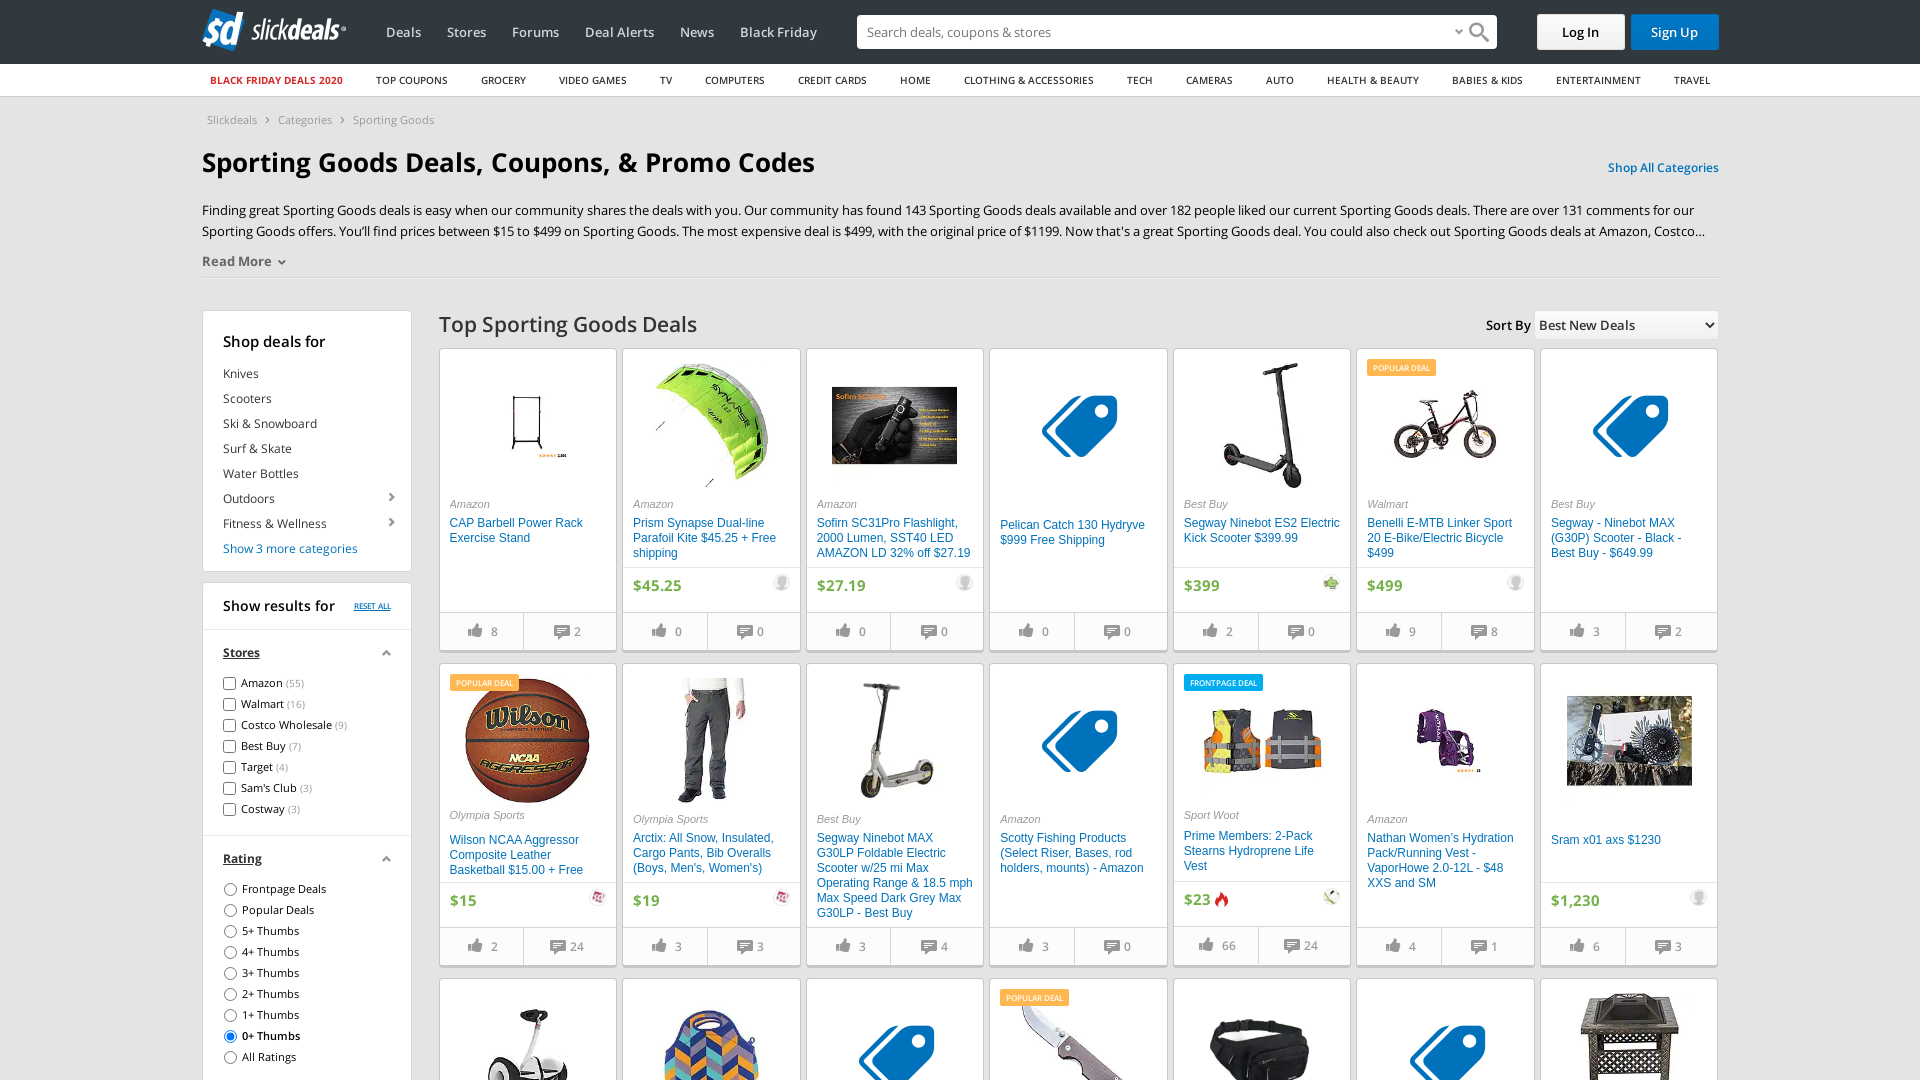 sd slickdeals
Deals
Stores
Forums
Deal Alerts
News
Black Friday
Search deals, coupons & stores
Log In
Sign Up
BLACK FRIDAY DEALS 2020
TOP COUPONS
GROCERY
VIDEO GAMES
TV
COMPUTERS
CREDIT CARDS
HOME
CLOTHING & ACCESSORIES
TECH
CAMERAS
AUTO
HEALTH & BEAUTY
BABIES & KIDS
ENTERTAINMENT
TRAVEL
Slickdeals › Categories › Sporting Goods
Sporting Goods Deals, Coupons, & Promo Codes
Shop All Categories
Finding great Sporting Goods deals is easy when our community shares the deals with you. Our community has found 143 Sporting Goods deals available and over 182 people liked our current Sporting Goods deals. There are over 131 comments for our
Sporting Goods offers. You’ll find prices between $15 to $499 on Sporting Goods. The most expensive deal is $499, with the original price of $1199. Now that's a great Sporting Goods deal. You could also check out Sporting Goods deals at Amazon, Costco…
Read More
Shop deals for
Knives
Scooters
Ski & Snowboard
Surf & Skate
Water Bottles
Outdoors
Fitness & Wellness
Show 3 more categories
Show results for
RESET ALL
Stores
Amazon (55)
Walmart (16)
Costco Wholesale (9)
Best Buy (7)
Target (4)
Sam's Club (3)
Costway (3)
Rating
Frontpage Deals
Popular Deals
5+ Thumbs
4+ Thumbs
3+ Thumbs
2+ Thumbs
1+ Thumbs
0+ Thumbs
All Ratings
Top Sporting Goods Deals
Sort By
Best New Deals
Amazon
CAP Barbell Power Rack
Exercise Stand
8
2
SYNAPSE
Amazon
Prism Synapse Dual-line
Parafoil Kite $45.25 + Free
shipping
$45.25
0
0
Amazon
Sofirn SC31Pro Flashlight,
2000 Lumen, SST40 LED
AMAZON LD 32% off $27.19
$27.19
0
0
Pelican Catch 130 Hydryve
$999 Free Shipping
0
0
Best Buy
Segway Ninebot ES2 Electric
Kick Scooter $399.99
$399
2
0
POPULAR DEAL
Walmart
Benelli E-MTB Linker Sport
20 E-Bike/Electric Bicycle
$499
$499
9
8
Best Buy
Segway - Ninebot MAX
(G30P) Scooter - Black -
Best Buy - $649.99
3
2
POPULAR DEAL
Wilson
NCAA
AGGRESSOR
Olympia Sports
Wilson NCAA Aggressor
Composite Leather
Basketball $15.00 + Free
$15
2
24
Olympia Sports
Arctix: All Snow, Insulated,
Cargo Pants, Bib Overalls
(Boys, Men's, Women's)
$19
3
3
Best Buy
Segway Ninebot MAX
G30LP Foldable Electric
Scooter w/25 mi Max
Operating Range & 18.5 mph
Max Speed Dark Grey Max
G30LP - Best Buy
3
4
Amazon
Scotty Fishing Products
(Select Riser, Bases, rod
holders, mounts) - Amazon
3
0
FRONTPAGE DEAL
Sport Woot
Prime Members: 2-Pack
Stearns Hydroprene Life
Vest
$23
66
24
Amazon
Nathan Women’s Hydration
Pack/Running Vest -
VaporHowe 2.0-12L - $48
XXS and SM
4
1
Sram x01 axs $1230
$1,230
6
3
POPULAR DEAL